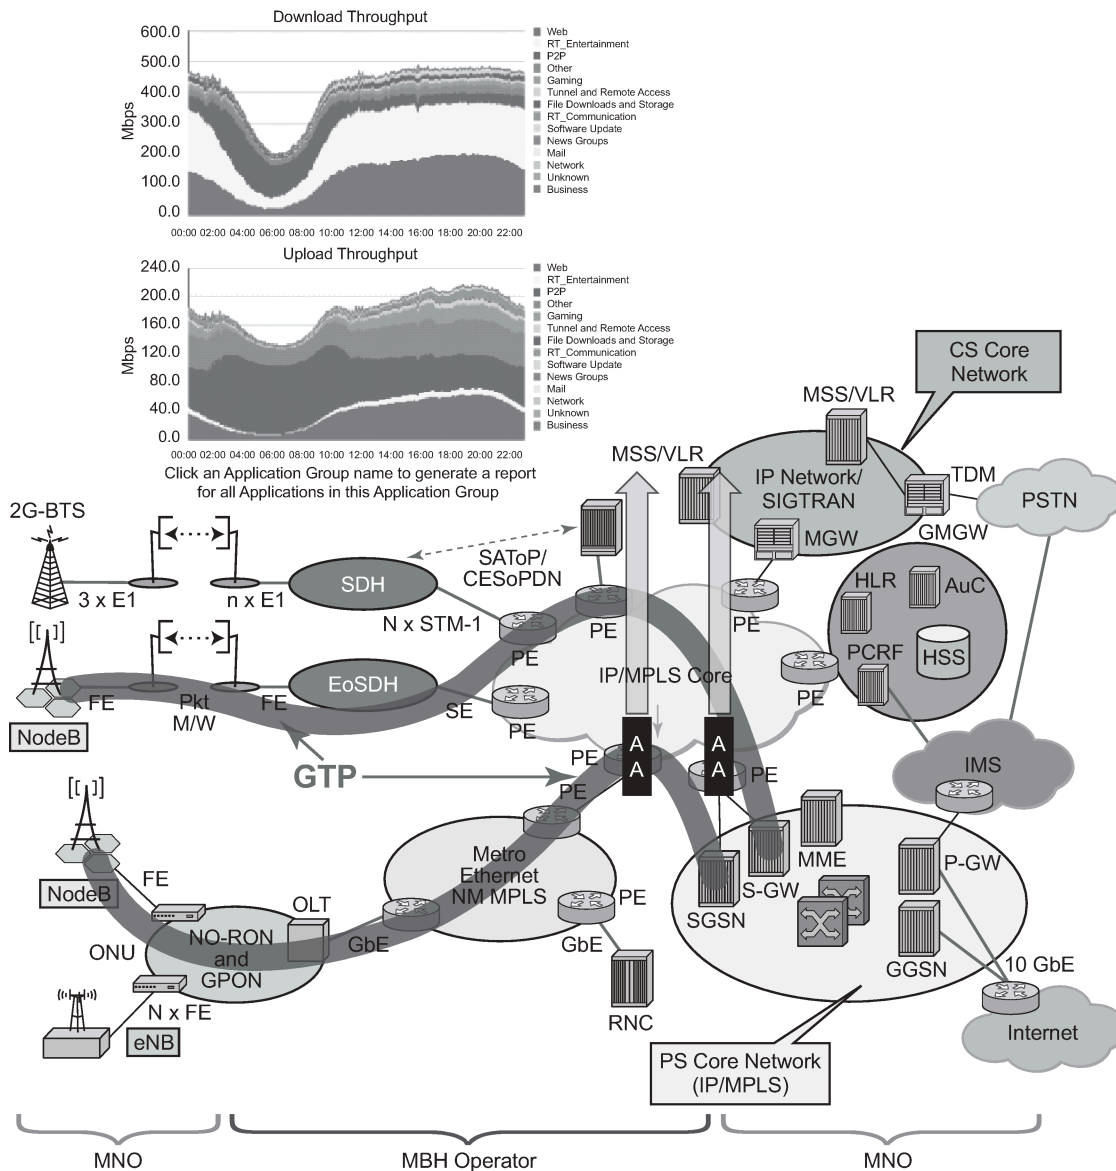 Download Throughput
600.0
500.0
400.0
300.0
200.0
100.0
0.0
Mbps
00:00 02:00 04:00 06:00 08:00 10:00 12:00 14:00 16:00 18:00 20:00 22:00
Web
RT_Entertainment
P2P
Other
Gaming
Tunnel and Remote Access
File Downloads and Storage
RT_Communication
Software Update
News Groups
Mail
Network
Unknown
Business
Upload Throughput
240.0
200.0
160.0
120.0
80.0
40.0
0.0
Mbps
00:00 02:00 04:00 06:00 08:00 10:00 12:00 14:00 16:00 18:00 20:00 22:00
Web
RT_Entertainment
P2P
Other
Gaming
Tunnel and Remote Access
File Downloads and Storage
RT_Communication
Software Update
News Groups
Mail
Network
Unknown
Business
Click an Application Group name to generate a report
for all Applications in this Application Group
CS Core
Network
MSS/VLR
MSS/VLR
IP Network/
SIGTRAN
TDM
PSTN
MGW
GMGW
2G-BTS
3 x E1
n x E1
SDH
SAToP/
CESoPDN
N x STM-1
PE
PE
PE
HLR
AuC
PCRF
HSS
PE
IP/MPLS Core
NodeB
FE
Pkt
M/W
FE
EoSDH
SE
PE
GTP
PE
PE
A
A
A
A
PE
IMS
NodeB
FE
ONU
NO-RON
and
GPON
OLT
GbE
Metro
Ethernet
NM MPLS
PE
GbE
RNC
N x FE
eNB
SGSN
S-GW
MME
P-GW
GGSN
10 GbE
Internet
PS Core Network
(IP/MPLS)
MNO
MBH Operator
MNO